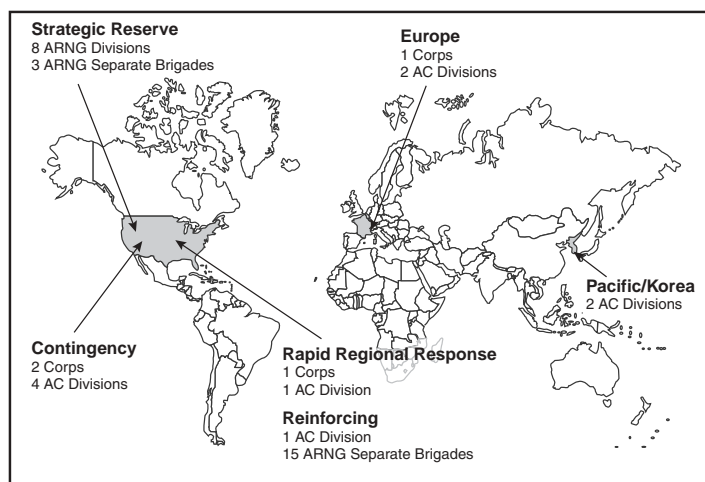 Strategic Reserve
8 ARNG Divisions
3 ARNG Separate Brigades
Europe
1 Corps
2 AC Divisions
Pacific/Korea
2 AC Divisions
Contingency
2 Corps
4 AC Divisions
Rapid Regional Response
1 Corps
1 AC Division
Reinforcing
1 AC Division
15 ARNG Separate Brigades